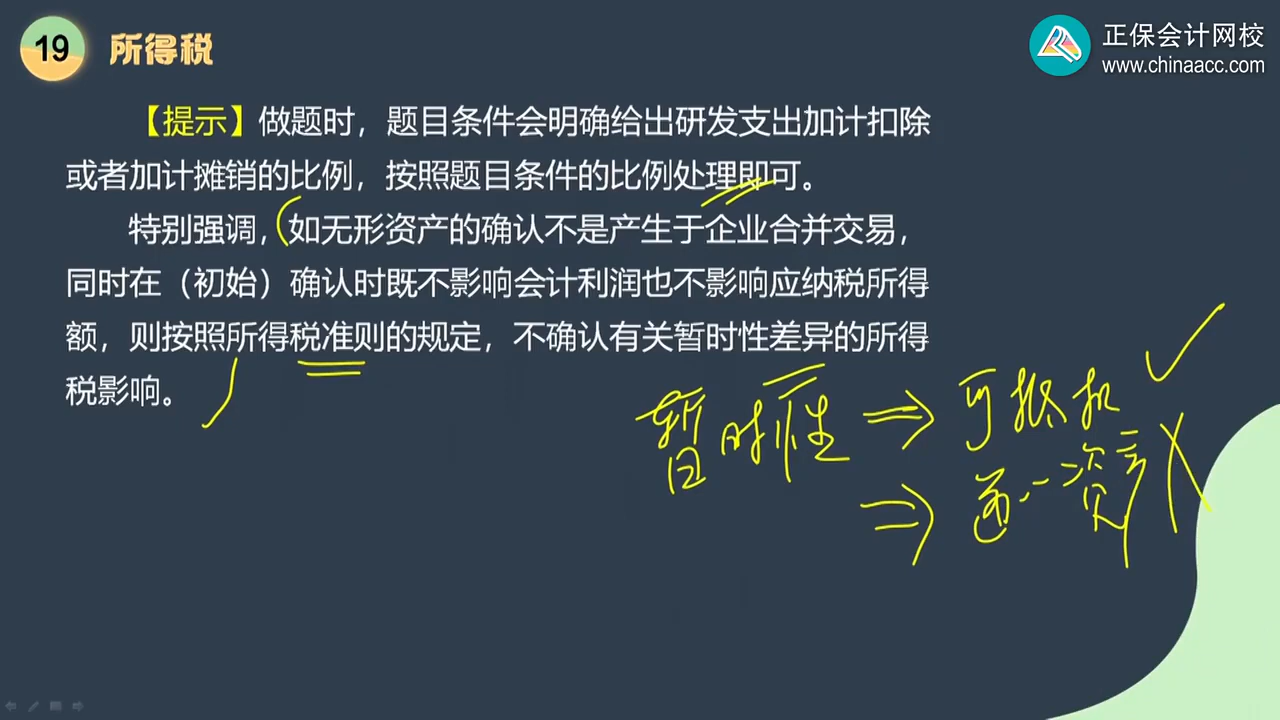 19
所得税
正保会计网校
www.chinaacc.com
【提示】做题时，题目条件会明确给出研发支出加计扣除
或者加计摊销的比例，按照题目条件的比例处理即可。
特别强调，如无形资产的确认不是产生于企业合并交易，
同时在（初始）确认时既不影响会计利润也不影响应纳税所得
额，则按照所得税准则的规定，不确认有关暂时性差异的所得
税影响。
暂时性 ⇒ 可抵扣 ✓
⇒ 递一次资